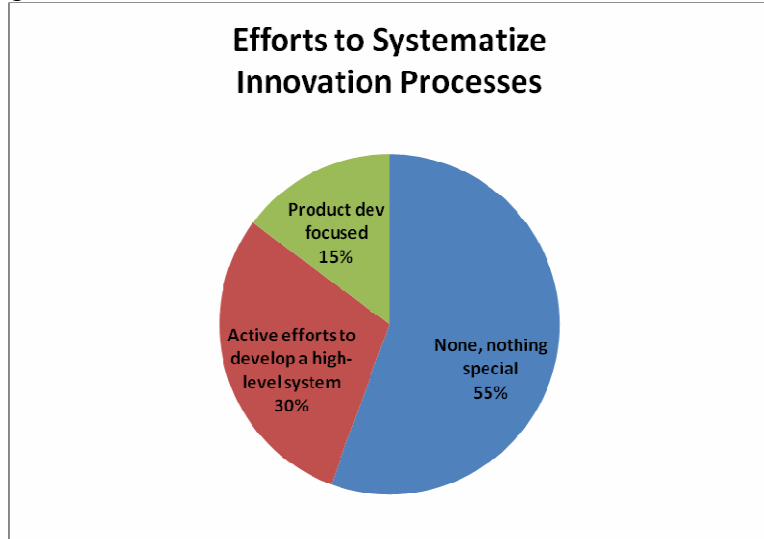 Efforts to Systematize
Innovation Processes
Product dev
focused
15%
Active efforts to
develop a high-
level system
30%
None, nothing
special
55%